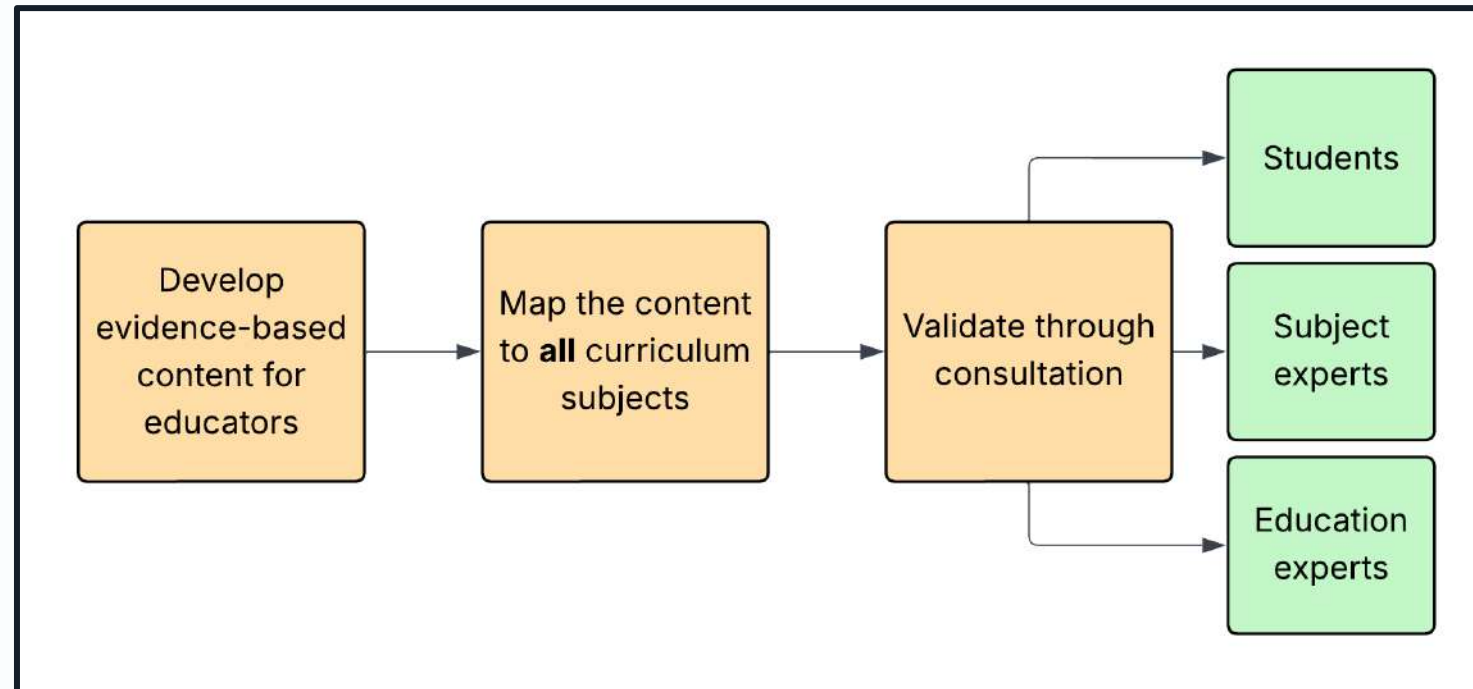 Develop
evidence-based
content for
educators
Map the content
to all curriculum
subjects
Validate through
consultation
Students
Subject
experts
Education
experts